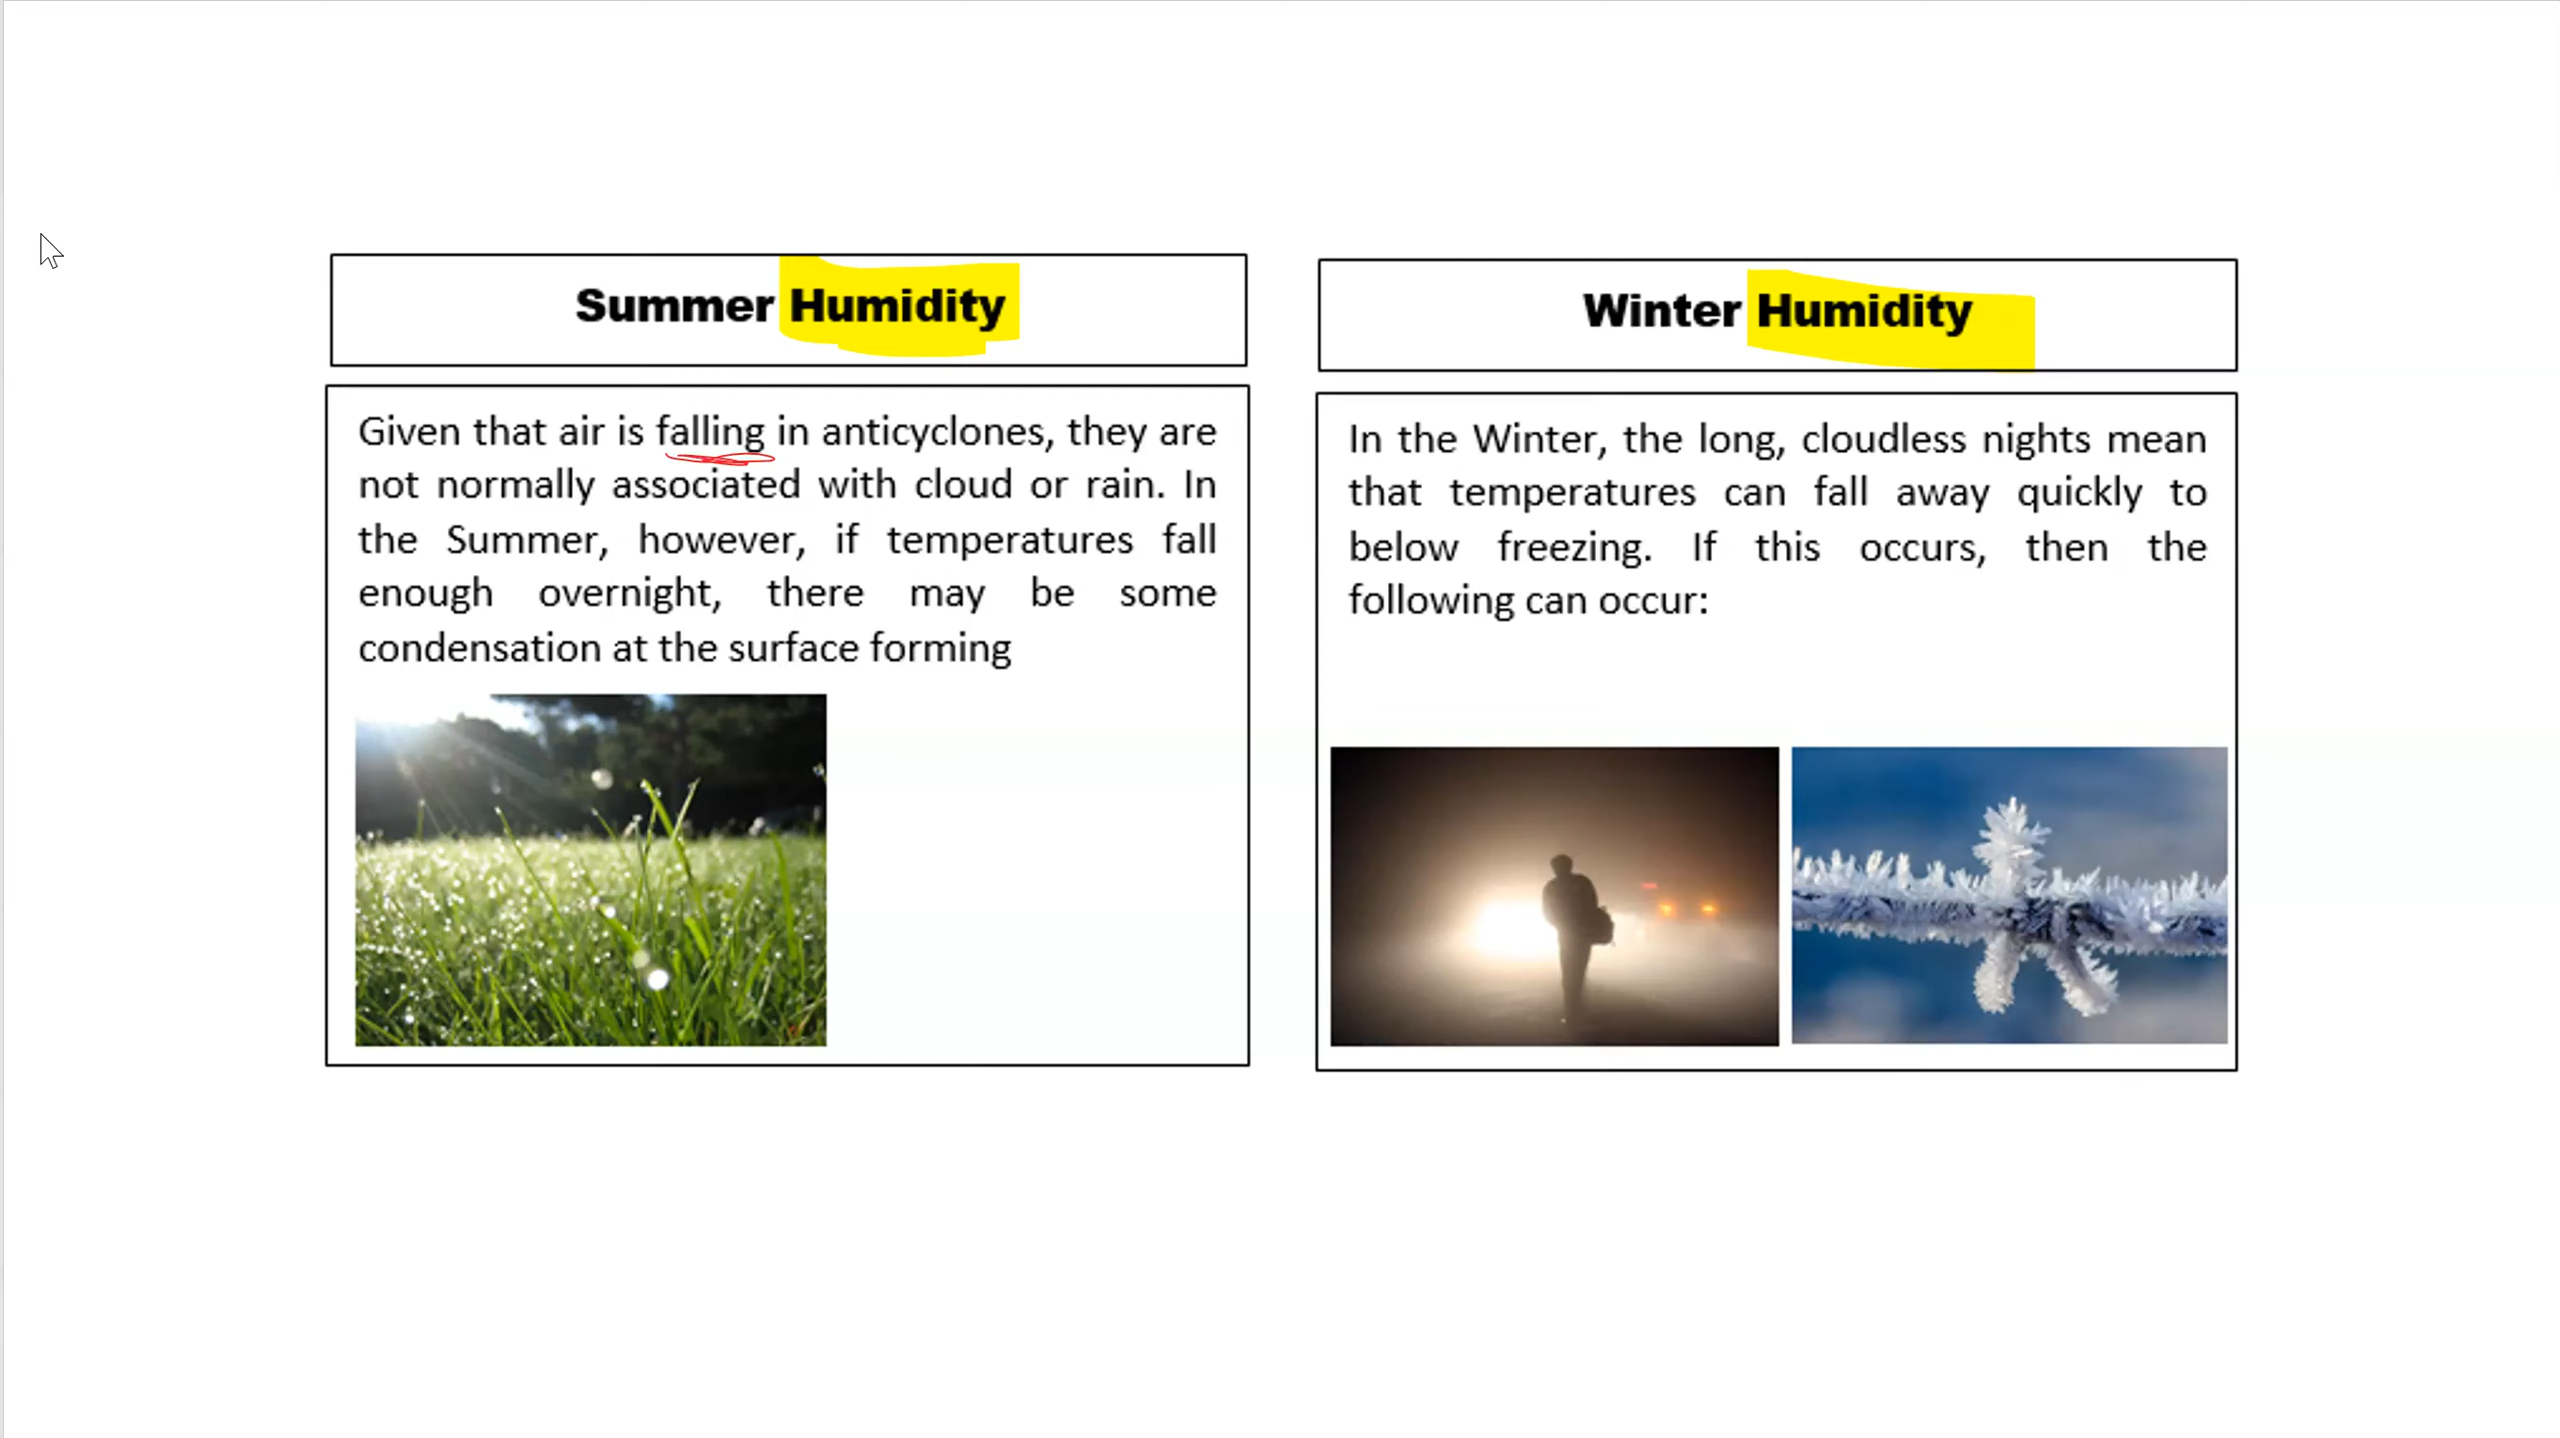 Summer Humidity
Given that air is falling in anticyclones, they are
not normally associated with cloud or rain. In
the Summer, however, if temperatures fall
enough overnight, there may be some
condensation at the surface forming
Winter Humidity
In the Winter, the long, cloudless nights mean
that temperatures can fall away quickly to
below freezing. If this occurs, then the
following can occur: